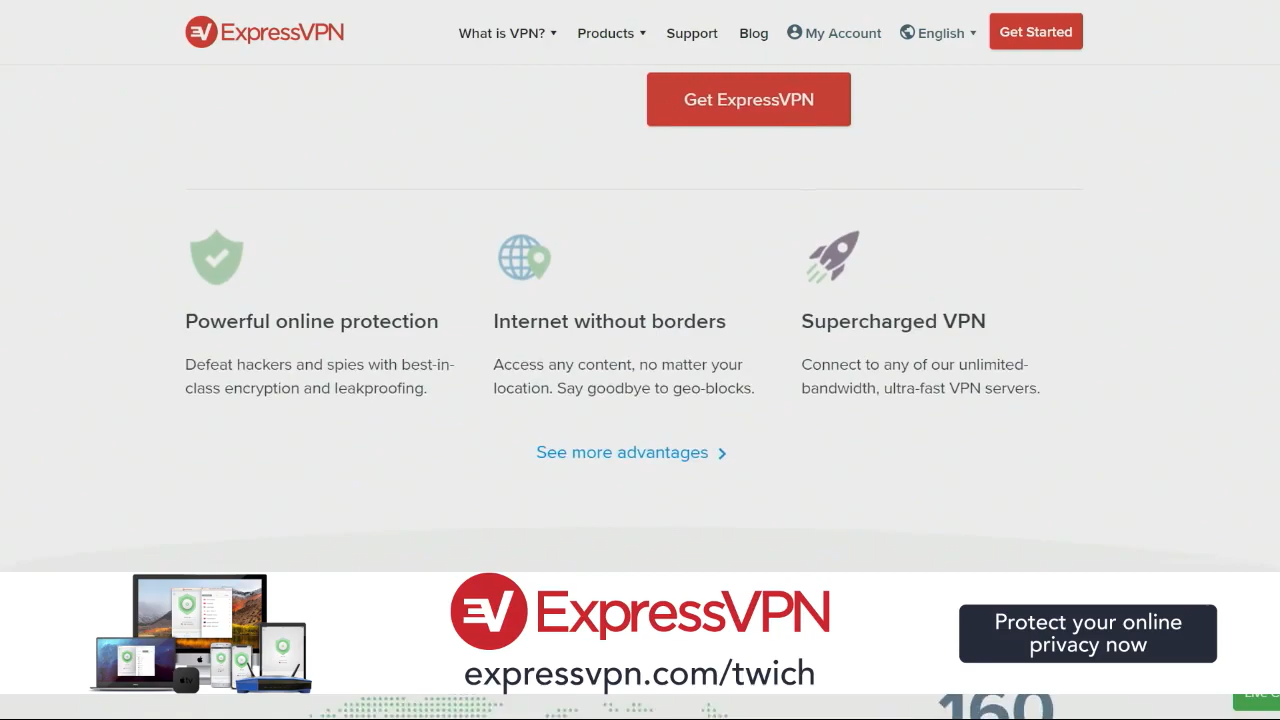 ExpressVPN
What is VPN?
Products
Support
Blog
My Account
English
Get Started
Get ExpressVPN
Powerful online protection
Defeat hackers and spies with best-in-
class encryption and leakproofing.
Internet without borders
Access any content, no matter your
location. Say goodbye to geo-blocks.
Supercharged VPN
Connect to any of our unlimited-
bandwidth, ultra-fast VPN servers.
See more advantages
ExpressVPN
expressvpn.com/twich
Protect your online
privacy now
160